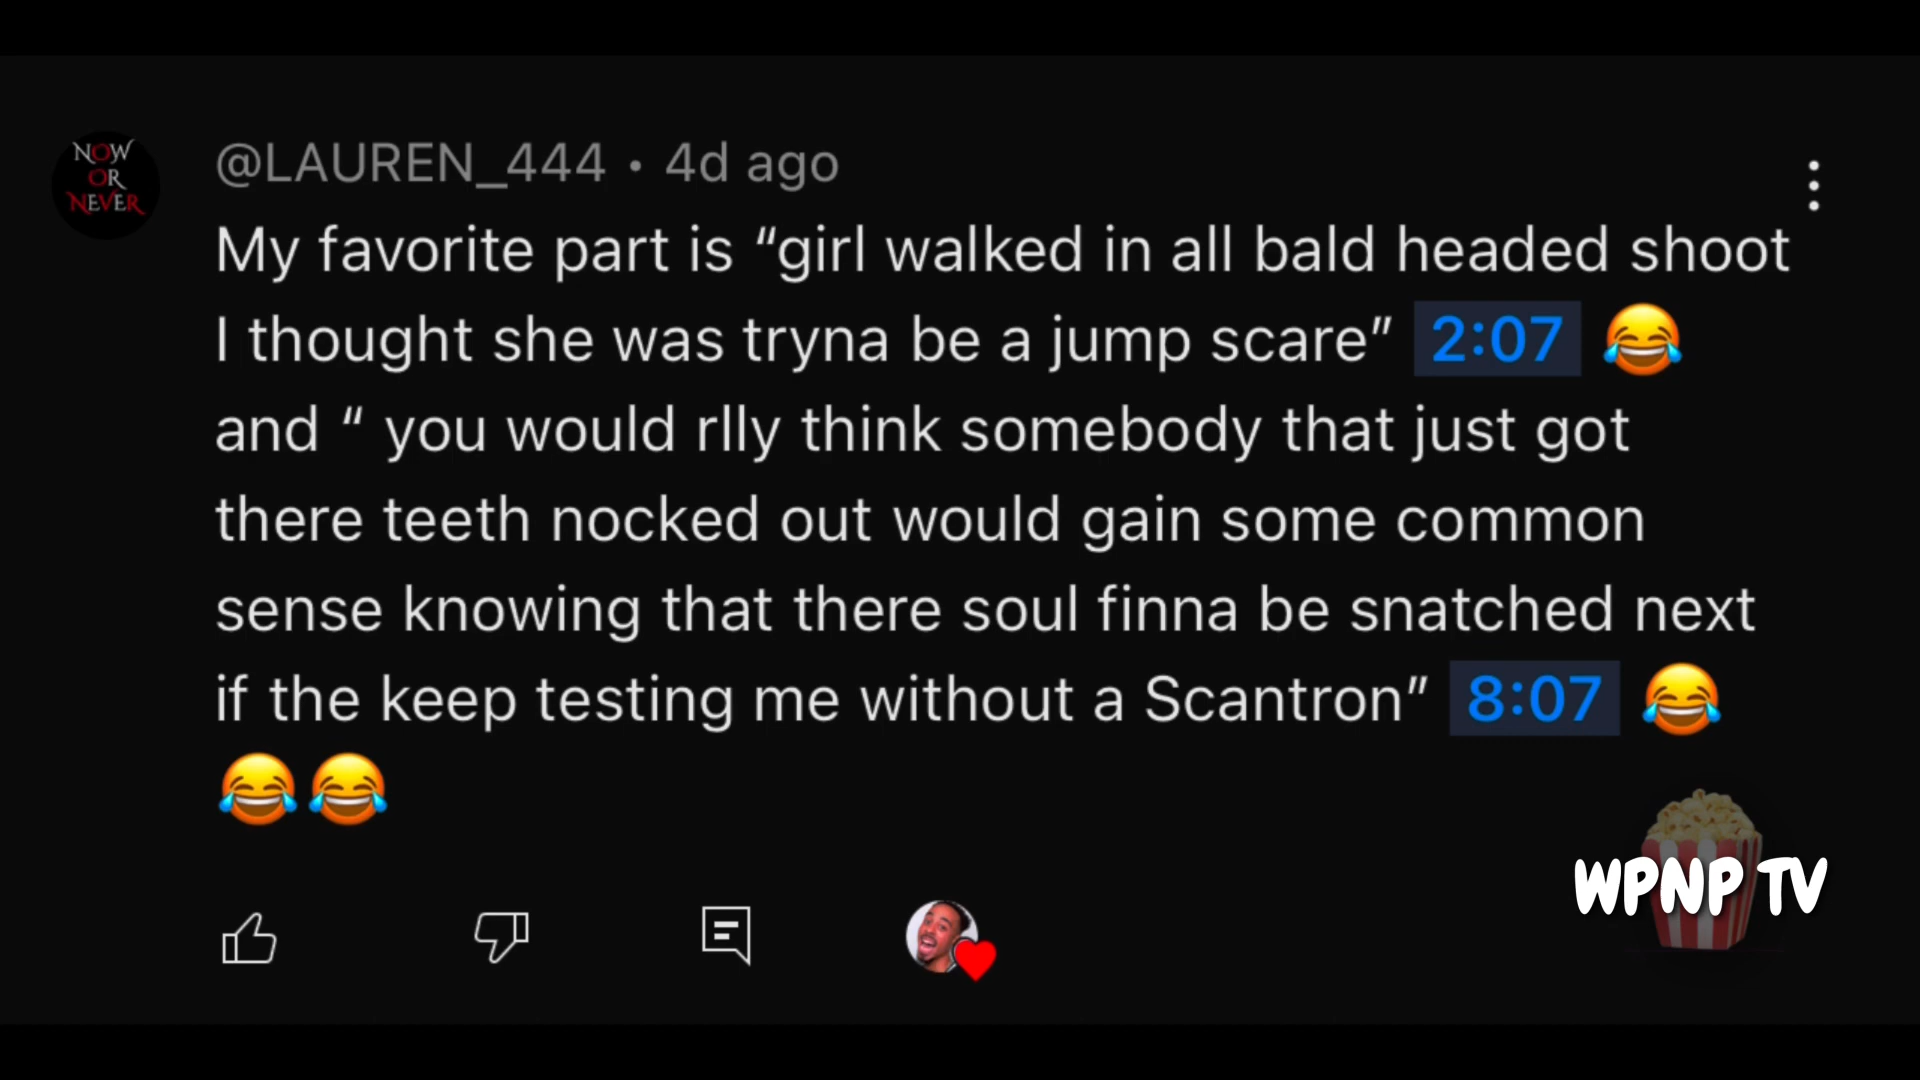 NOW
OR
NEVER
@LAUREN_444 • 4d ago
My favorite part is “girl walked in all bald headed shoot
I thought she was tryna be a jump scare” 2:07 😂
and “ you would rlly think somebody that just got
there teeth nocked out would gain some common
sense knowing that there soul finna be snatched next
if the keep testing me without a Scantron” 8:07 😂
😂😂
WPNP TV